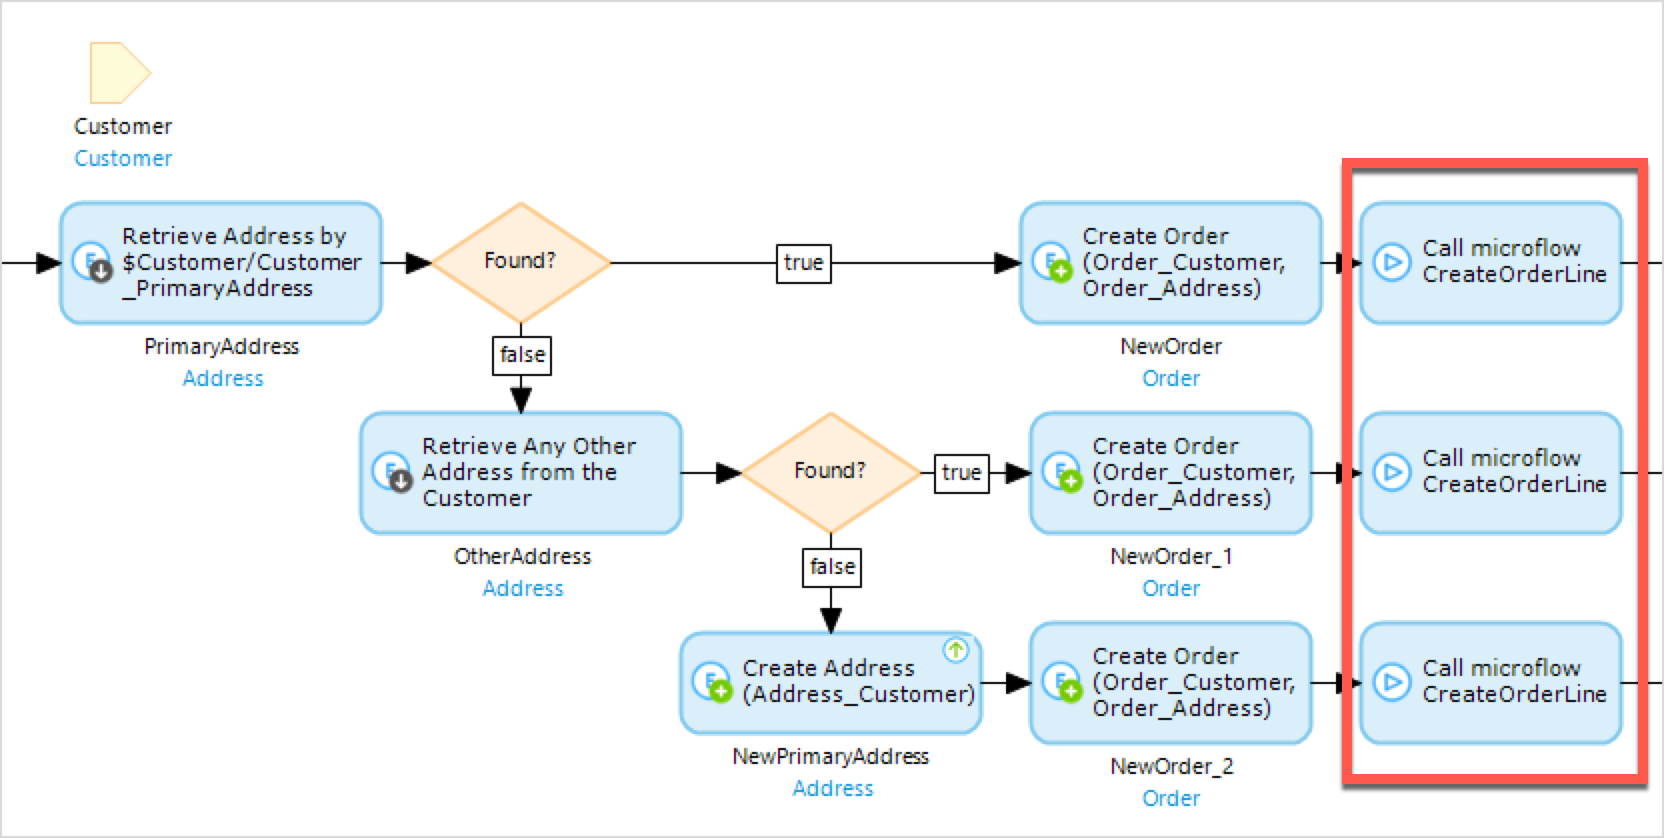 Customer
Customer
Retrieve Address by
$Customer/Customer
_PrimaryAddress
PrimaryAddress
Address
Found?
true
false
Create Order
(Order_Customer,
Order_Address)
NewOrder
Order
Call microflow
CreateOrderLine
Retrieve Any Other
Address from the
Customer
OtherAddress
Address
Found?
true
false
Create Order
(Order_Customer,
Order_Address)
NewOrder_1
Order
Call microflow
CreateOrderLine
Create Address
(Address_Customer)
NewPrimaryAddress
Address
Create Order
(Order_Customer,
Order_Address)
NewOrder_2
Order
Call microflow
CreateOrderLine